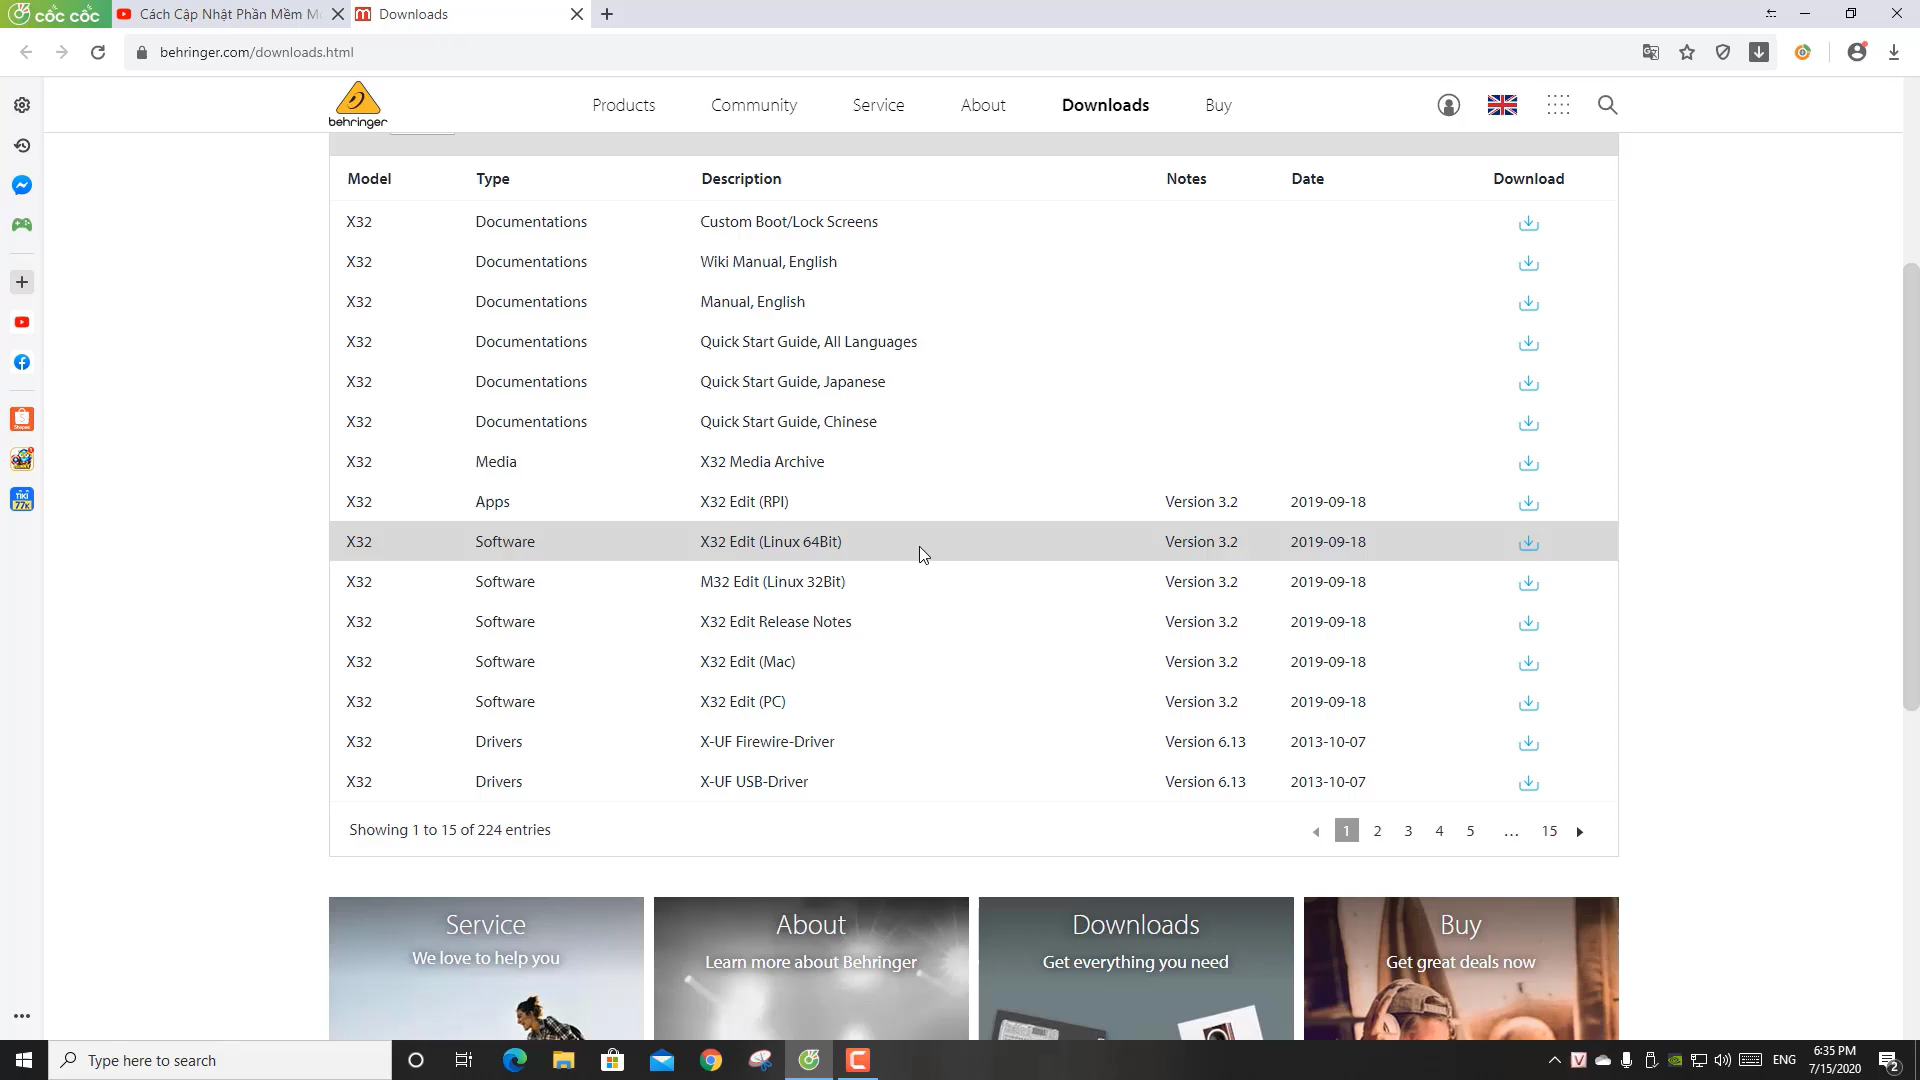 cốc cốc
Cách Cập Nhật Phần Mềm M
Downloads
behringer.com/downloads.html
behringer
Products
Community
Service
About
Downloads
Buy
Model Type Description Notes Date Download
X32 Documentations Custom Boot/Lock Screens
X32 Documentations Wiki Manual, English
X32 Documentations Manual, English
X32 Documentations Quick Start Guide, All Languages
X32 Documentations Quick Start Guide, Japanese
X32 Documentations Quick Start Guide, Chinese
X32 Media X32 Media Archive
X32 Apps X32 Edit (RPI) Version 3.2 2019-09-18
X32 Software X32 Edit (Linux 64Bit) Version 3.2 2019-09-18
X32 Software M32 Edit (Linux 32Bit) Version 3.2 2019-09-18
X32 Software X32 Edit Release Notes Version 3.2 2019-09-18
X32 Software X32 Edit (Mac) Version 3.2 2019-09-18
X32 Software X32 Edit (PC) Version 3.2 2019-09-18
X32 Drivers X-UF Firewire-Driver Version 6.13 2013-10-07
X32 Drivers X-UF USB-Driver Version 6.13 2013-10-07
Showing 1 to 15 of 224 entries
1 2 3 4 5 ... 15
Service
We love to help you
About
Learn more about Behringer
Downloads
Get everything you need
Buy
Get great deals now
Type here to search
ENG
6:35 PM
7/15/2020
2